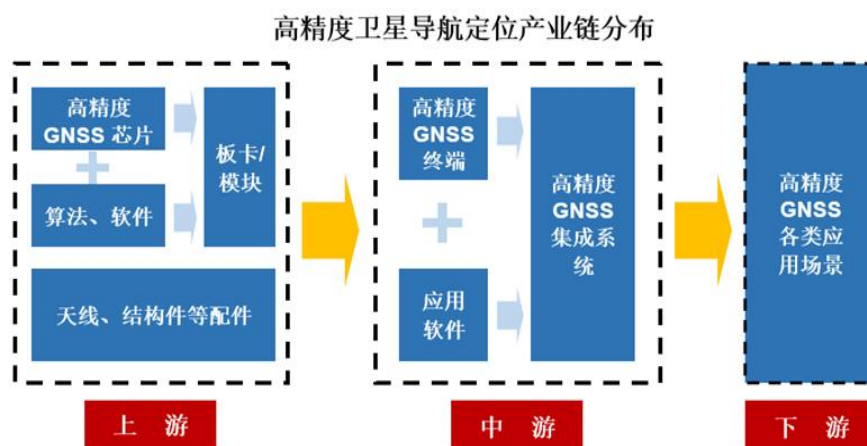 高精度卫星导航定位产业链分布
高精度
GNSS 芯片
算法、软件
板卡/
模块
天线、结构件等配件
高精度
GNSS
终端
应用
软件
高精度
GNSS
集成系
统
高精度
GNSS
各类应
用场景
上 游
中 游
下 游